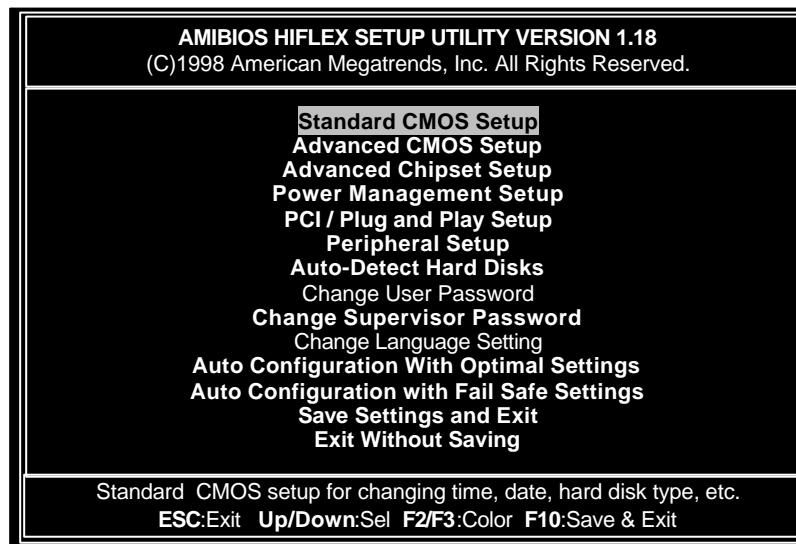 AMIBIOS HIFLEX SETUP UTILITY VERSION 1.18
(C)1998 American Megatrends, Inc. All Rights Reserved.
Standard CMOS Setup
Advanced CMOS Setup
Advanced Chipset Setup
Power Management Setup
PCI / Plug and Play Setup
Peripheral Setup
Auto-Detect Hard Disks
Change User Password
Change Supervisor Password
Change Language Setting
Auto Configuration With Optimal Settings
Auto Configuration with Fail Safe Settings
Save Settings and Exit
Exit Without Saving
Standard CMOS setup for changing time, date, hard disk type, etc.
ESC:Exit Up/Down:Sel F2/F3:Color F10:Save & Exit